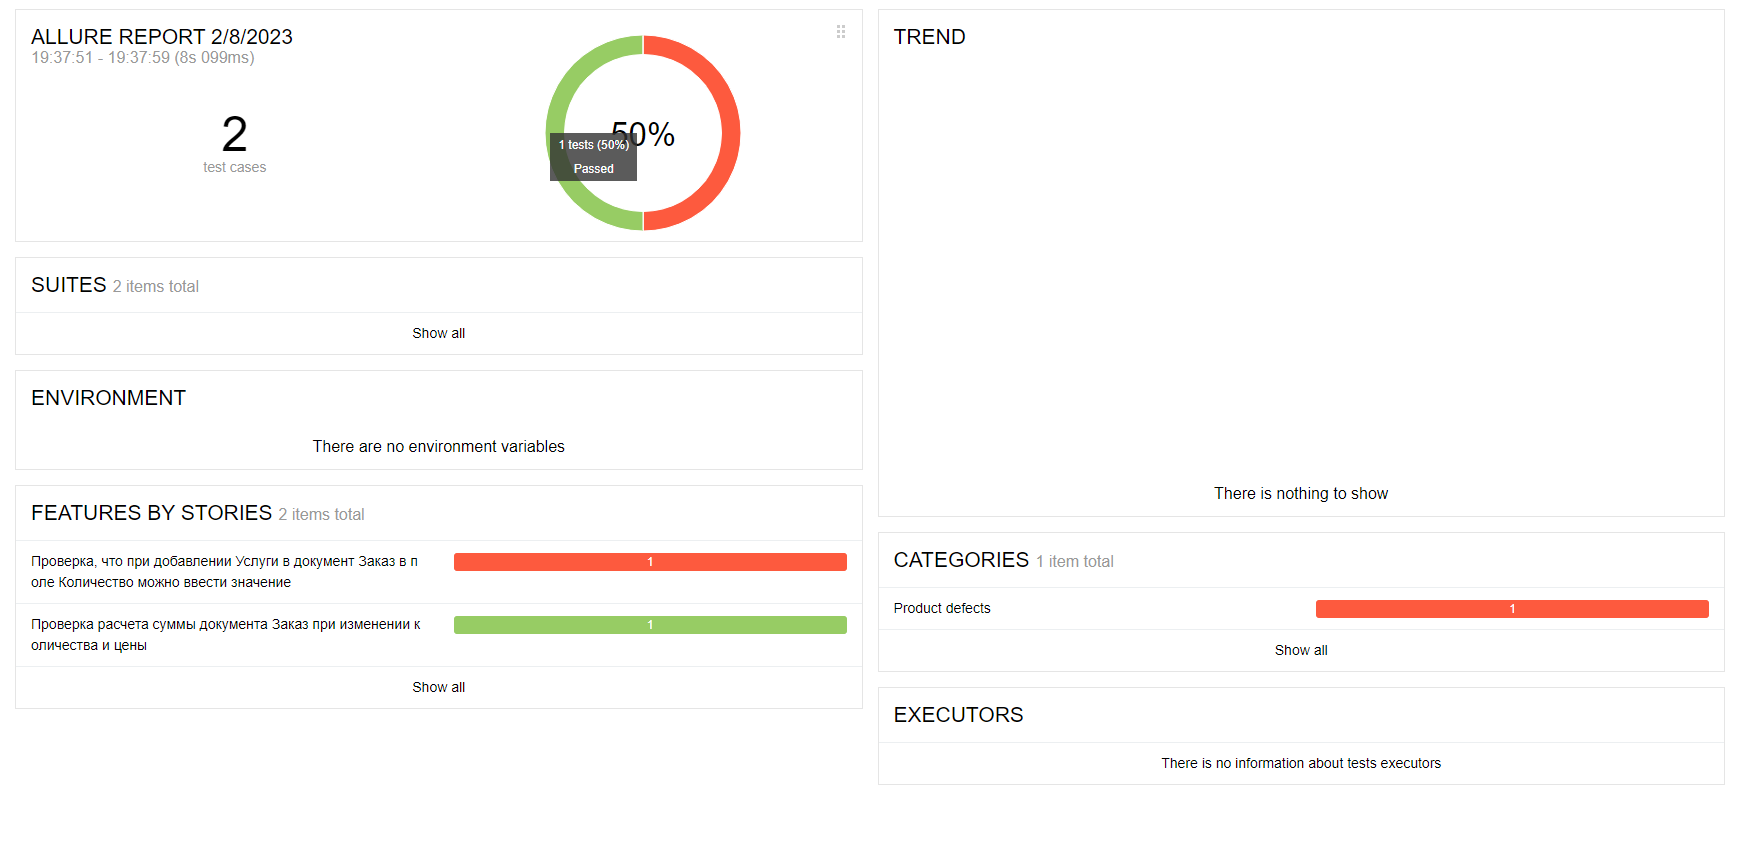 ALLURE REPORT 2/8/2023
19:37:51 - 19:37:59 (8s 099ms)
2
test cases
50%
1 tests (50%)
Passed
SUITES 2 items total
Show all
ENVIRONMENT
There are no environment variables
FEATURES BY STORIES 2 items total
Проверка, что при добавлении Услуги в документ Заказ в п
оле Количество можно ввести значение
1
Проверка расчета суммы документа Заказ при изменении к
оличества и цены
1
Show all
TREND
There is nothing to show
CATEGORIES 1 item total
Product defects
1
Show all
EXECUTORS
There is no information about tests executors